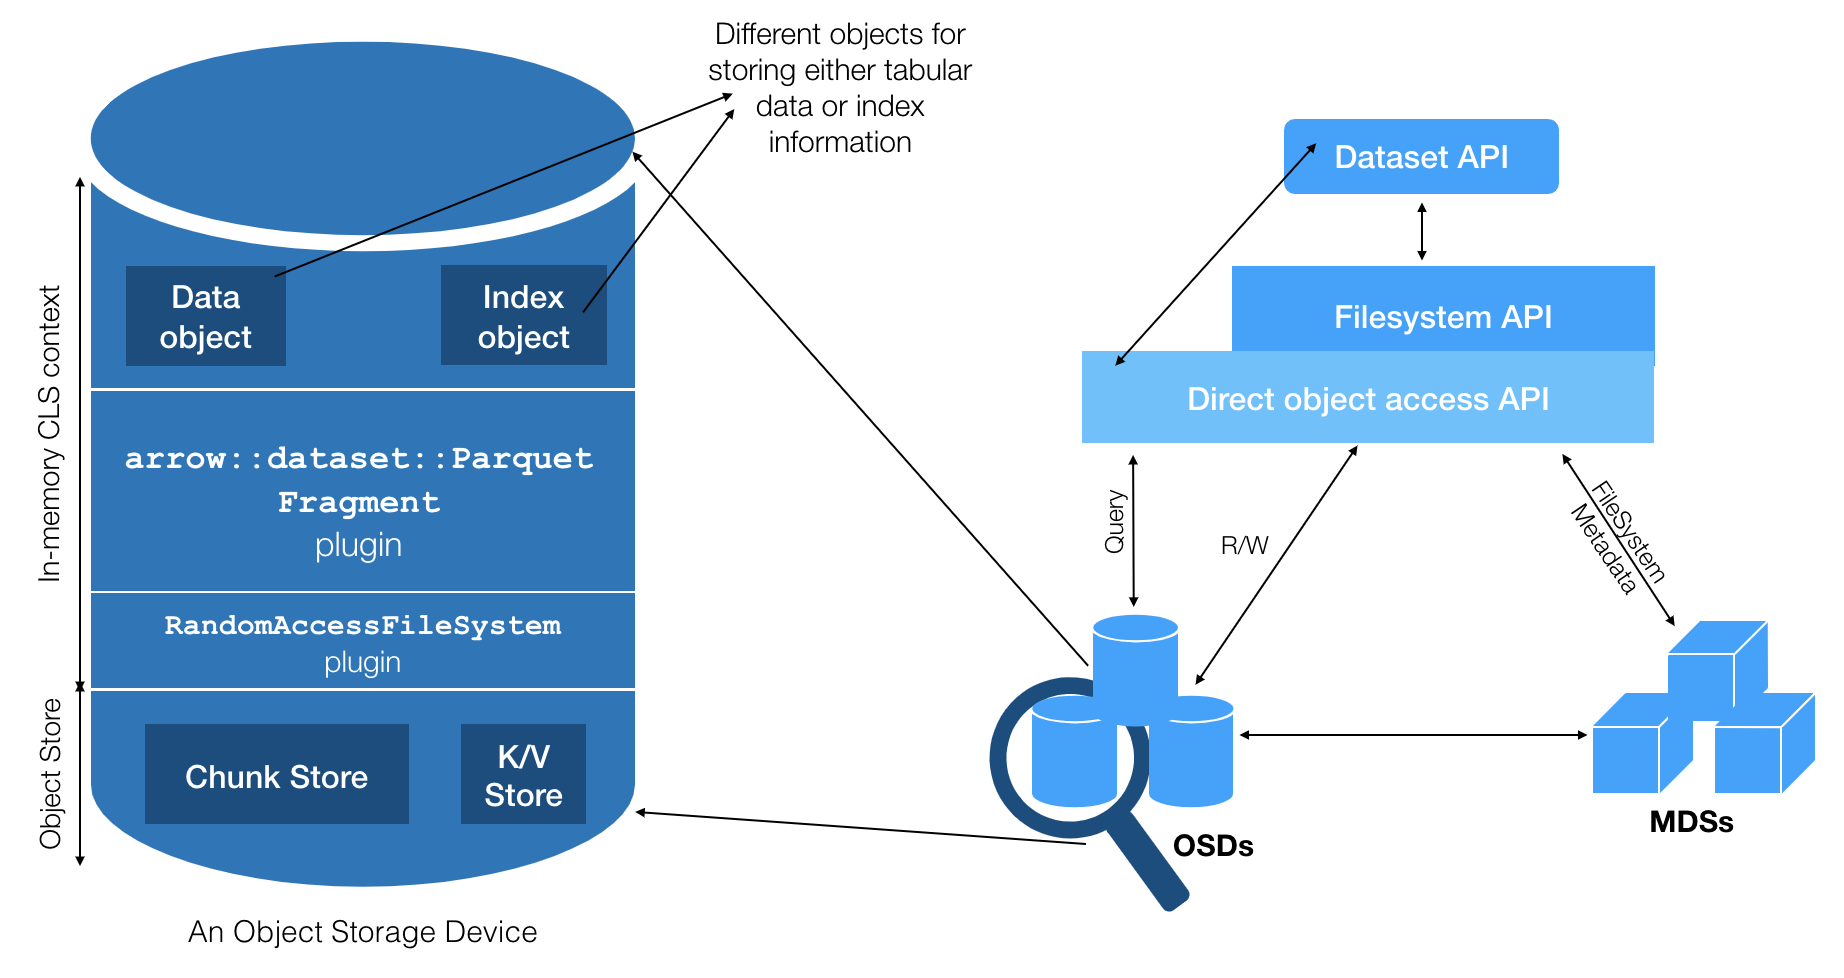 Different objects for
storing either tabular
data or index
information
In-memory CLS context
Data
object
Index
object
arrow::dataset::Parquet
Fragment
plugin
RandomAccessFileSystem
plugin
Object Store
Chunk Store
K/V
Store
An Object Storage Device
Dataset API
Filesystem API
Direct object access API
Query
R/W
FileSystem
Metadata
OSDs
MDSs